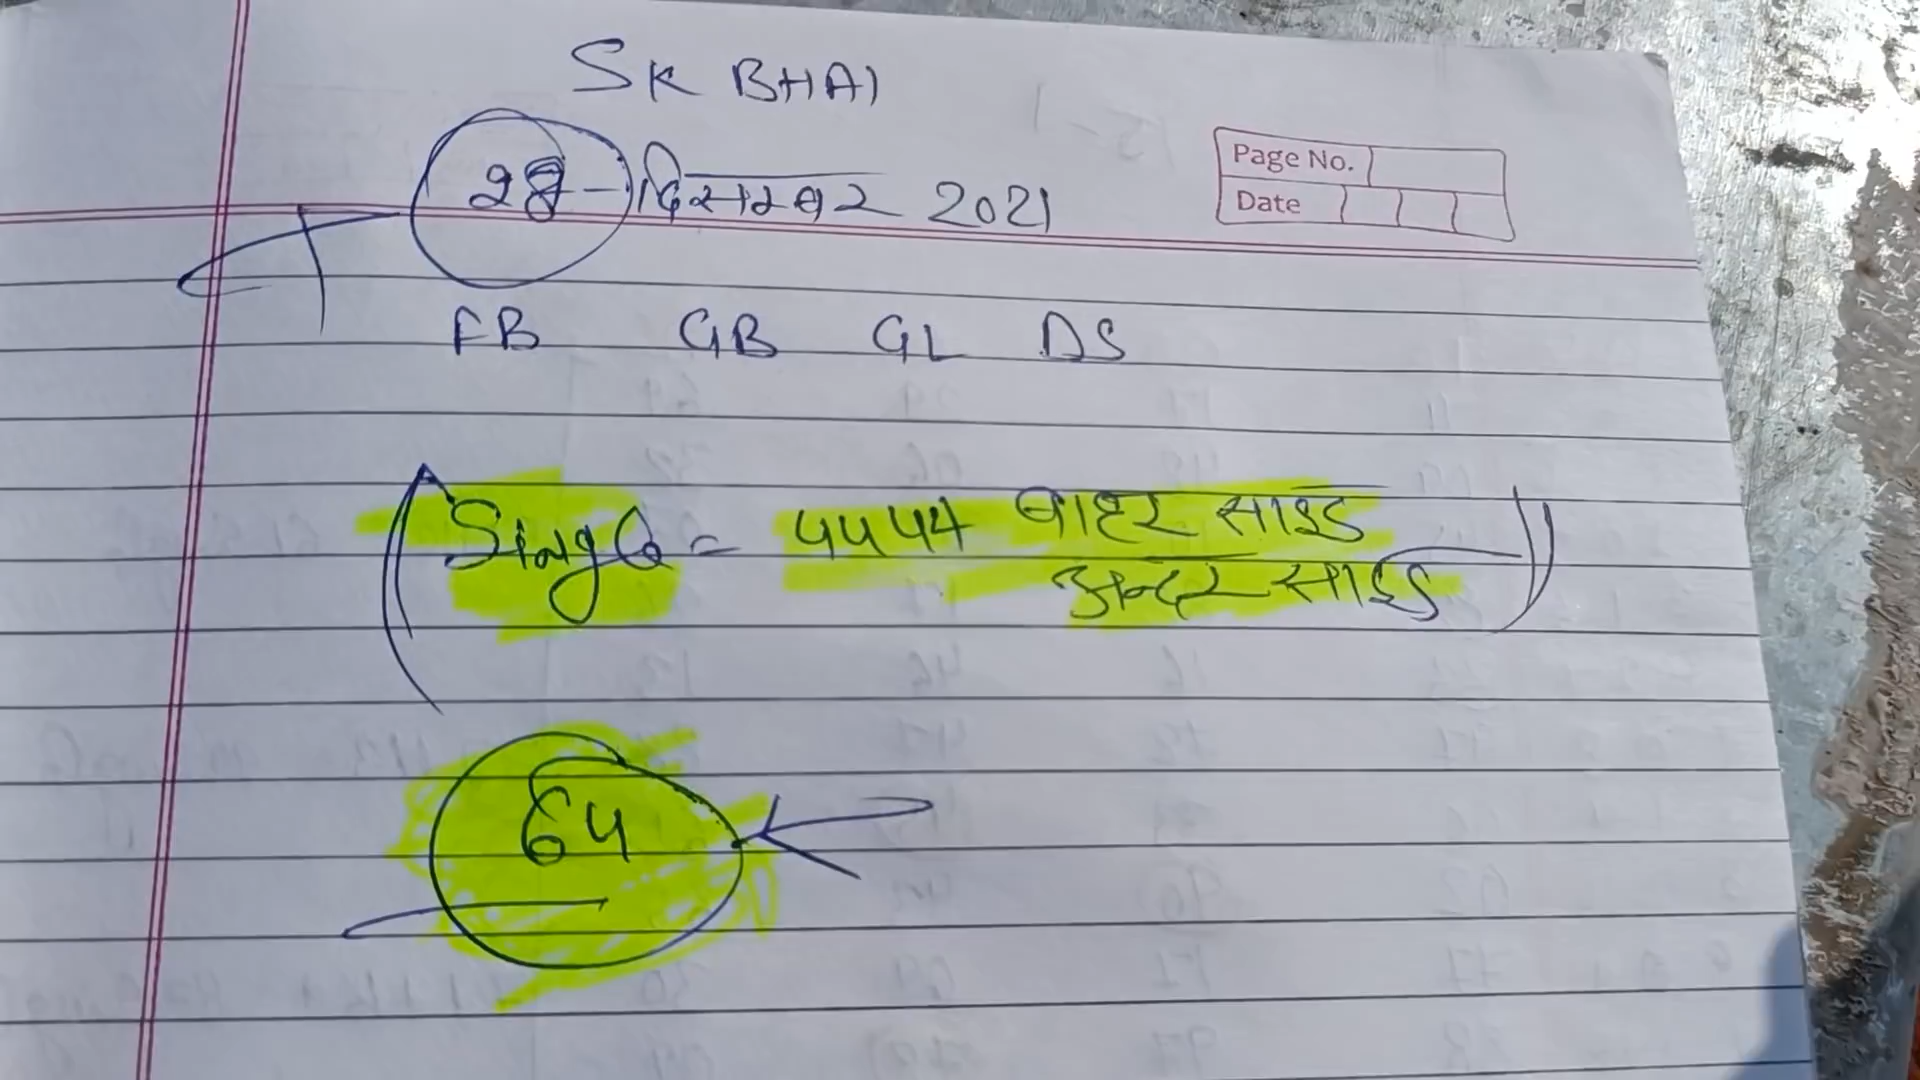 SK BHAI
28 - दिसम्बर 2021
Page No.
Date
FB GB GL DS
Single = 4444 बाहर साइड
अन्दर साइड
64